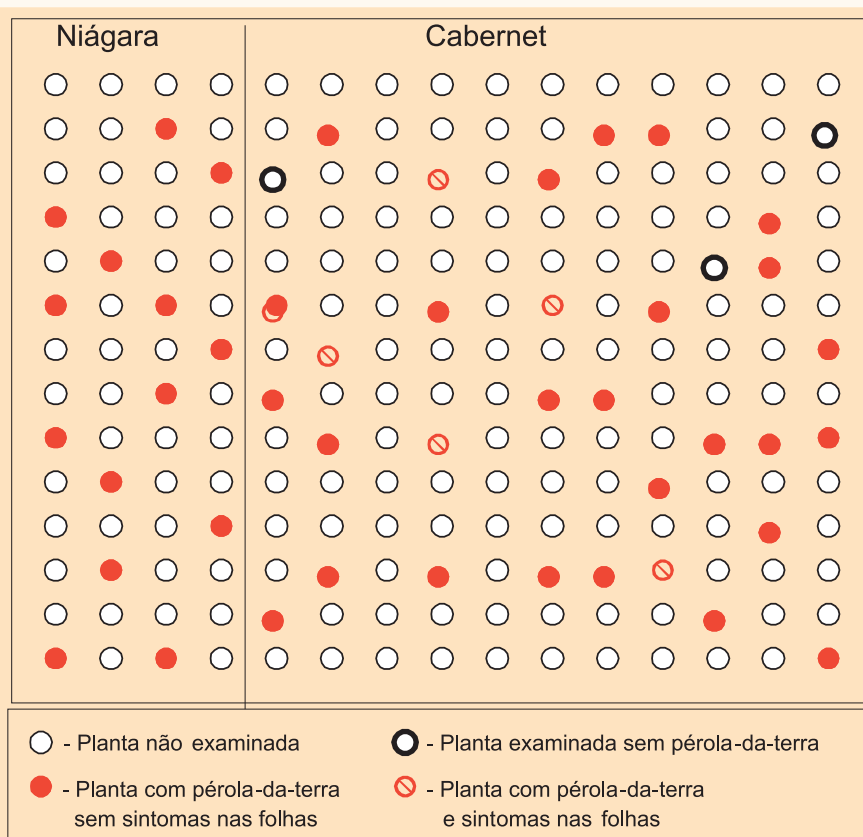 Niágara
Cabernet
- Planta não examinada
- Planta examinada sem pérola-da-terra
- Planta com pérola-da-terra
sem sintomas nas folhas
- Planta com pérola-da-terra
e sintomas nas folhas